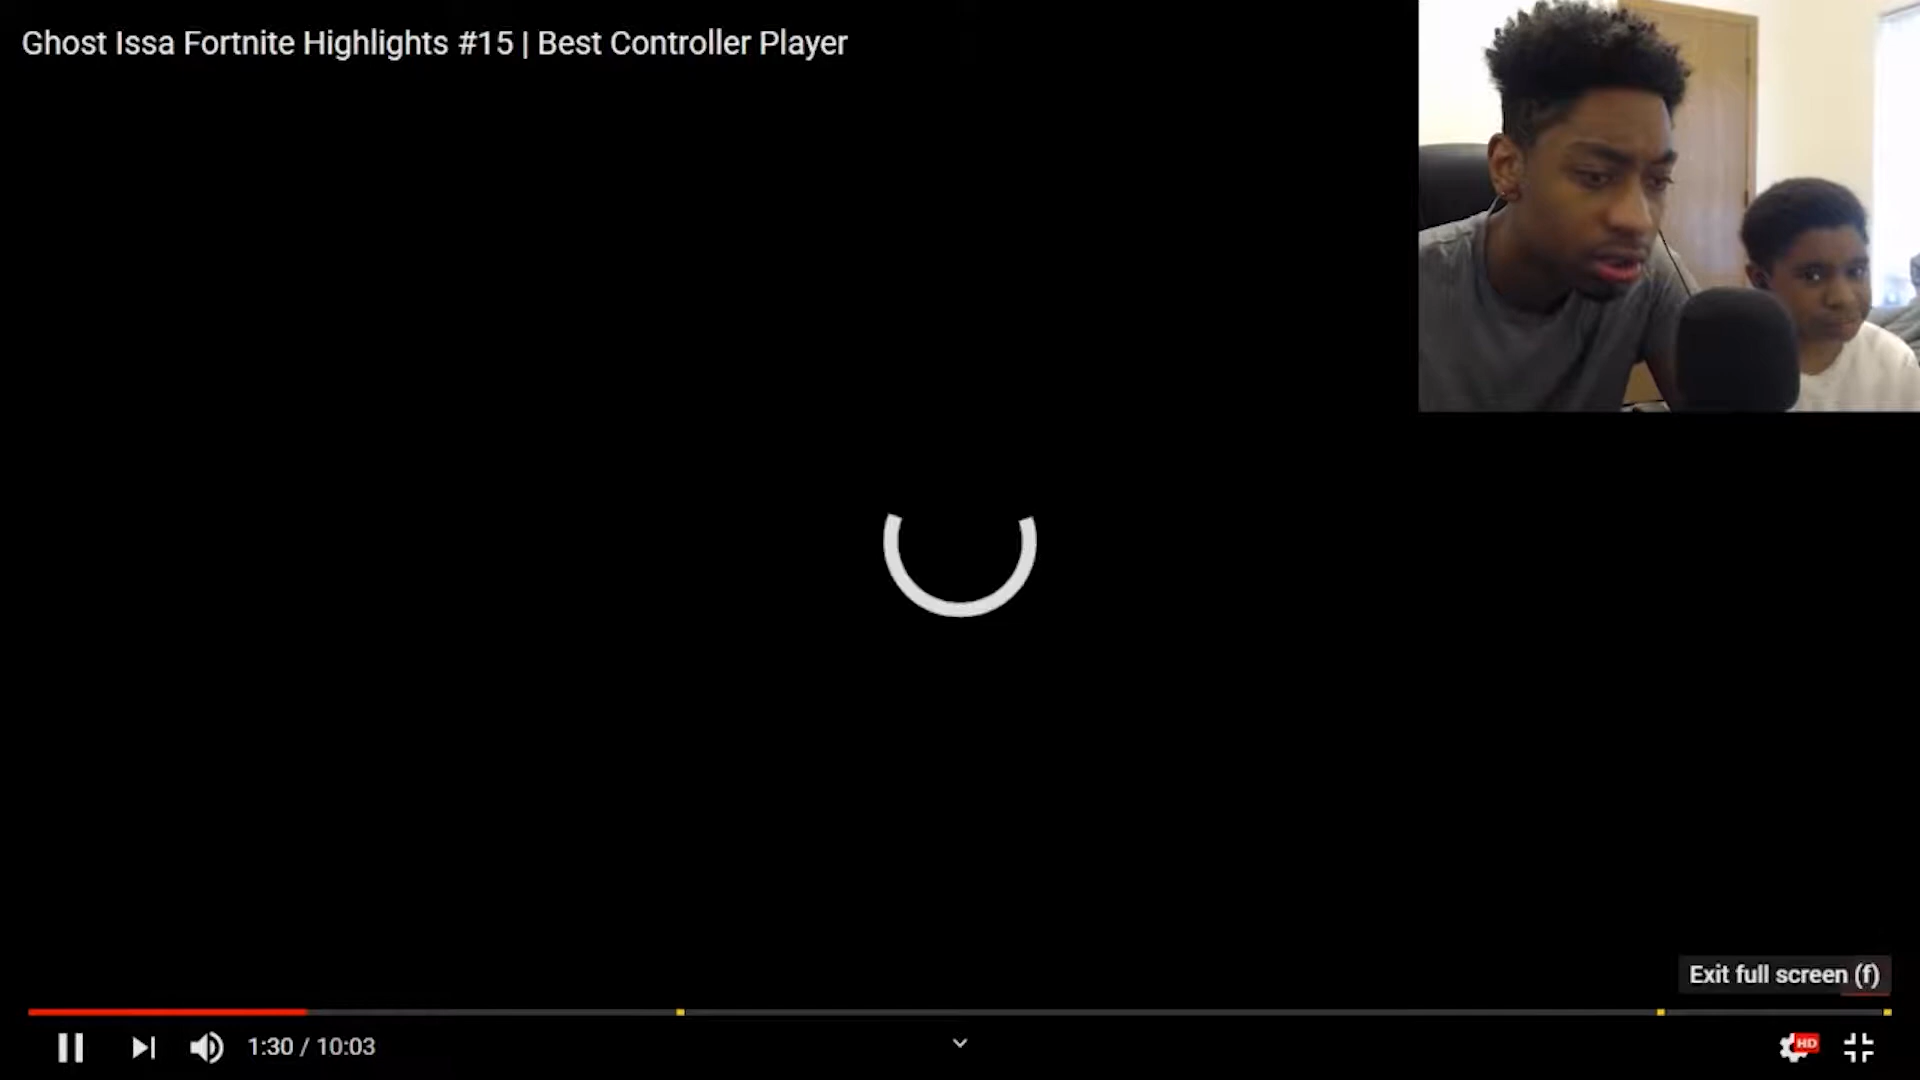 Ghost Issa Fortnite Highlights #15 | Best Controller Player
Exit full screen (f)
1:30 / 10:03
HD